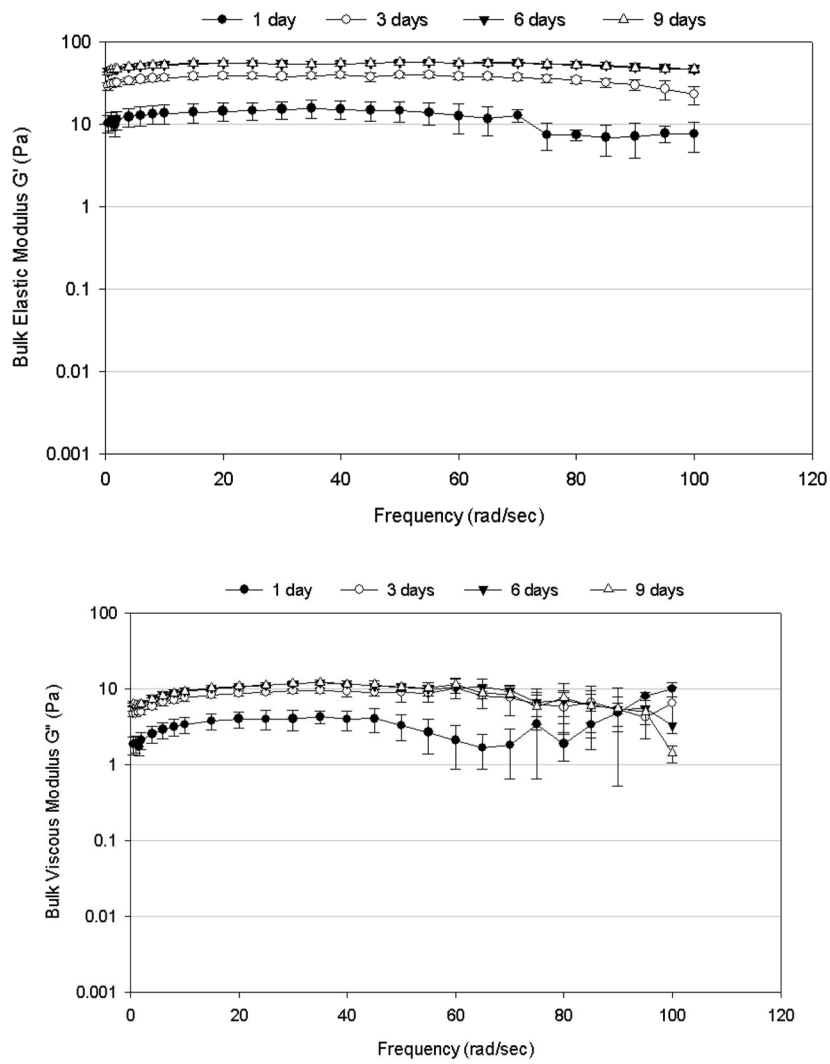 1 day 3 days 6 days 9 days
100
10
1
0.1
0.01
0.001
Bulk Elastic Modulus G' (Pa)
0 20 40 60 80 100 120
Frequency (rad/sec)
1 day 3 days 6 days 9 days
100
10
1
0.1
0.01
0.001
Bulk Viscous Modulus G" (Pa)
0 20 40 60 80 100 120
Frequency (rad/sec)